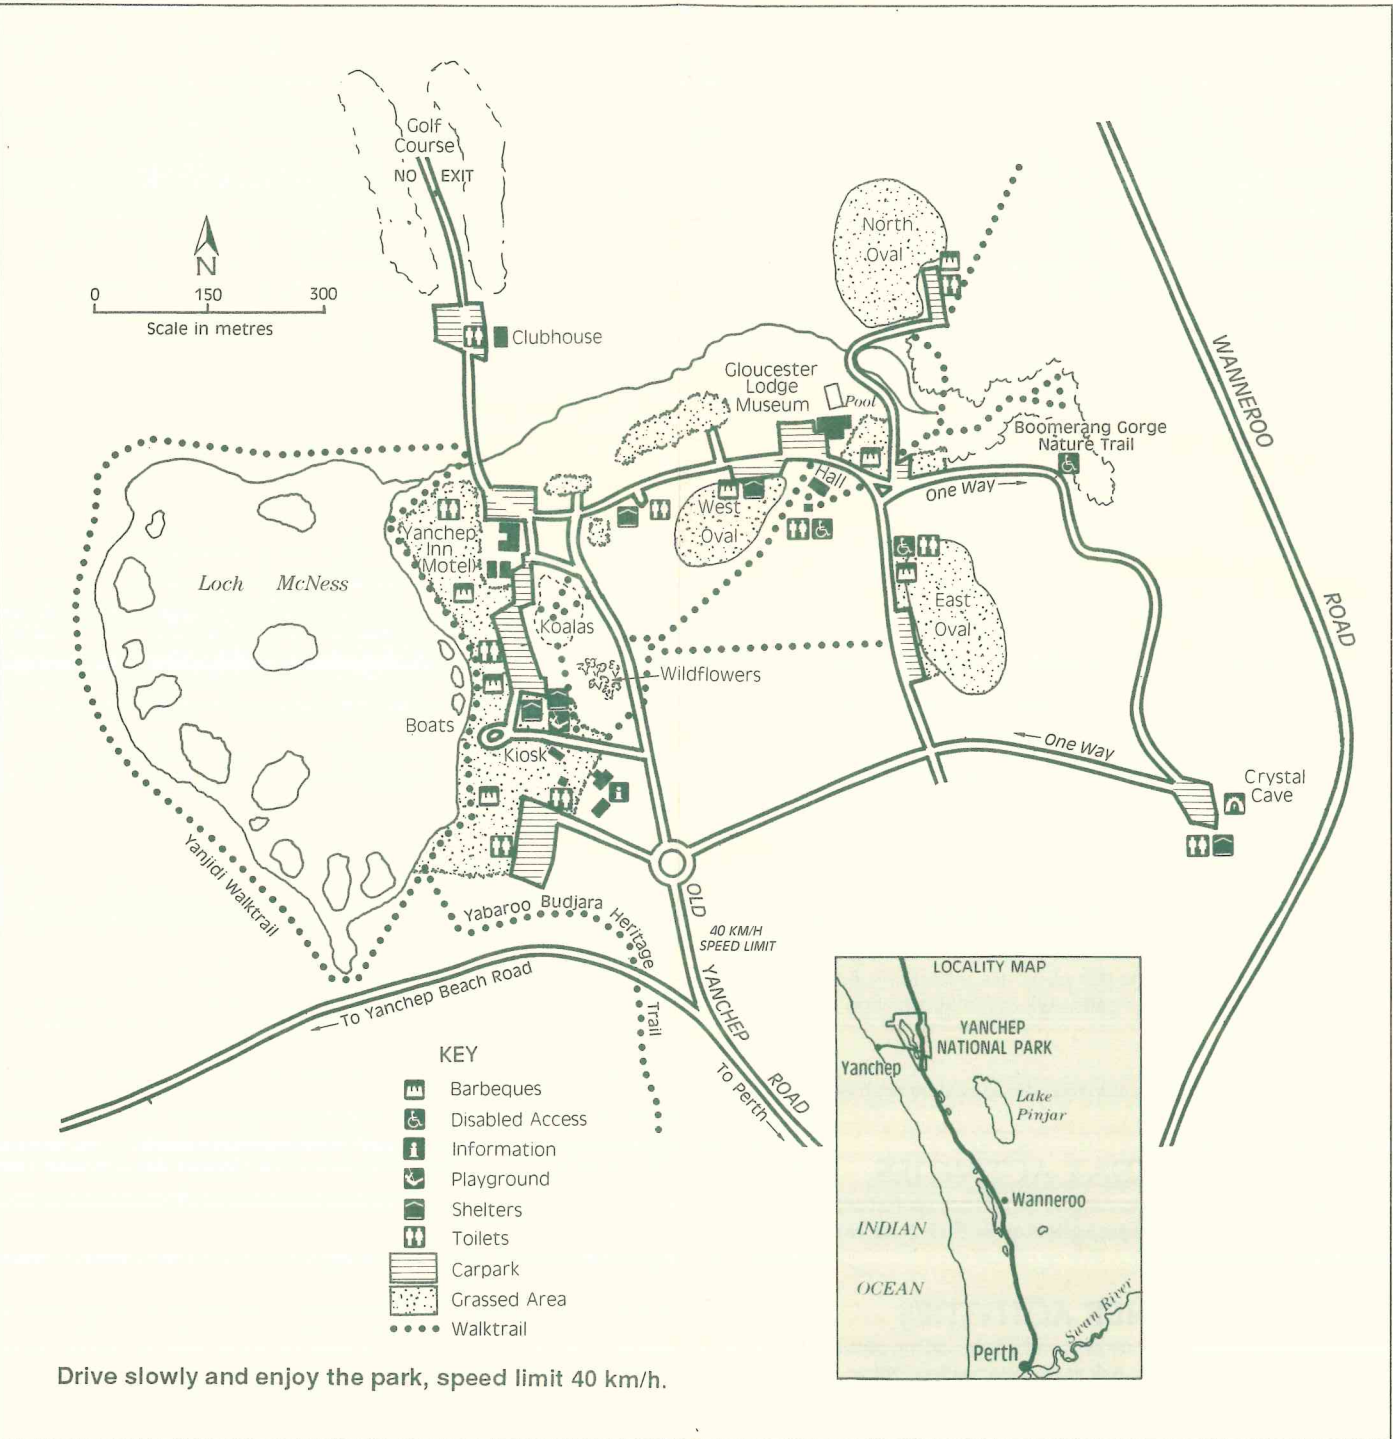 Golf
Course
NO EXIT
N
0 150 300
Scale in metres
Clubhouse
North
Oval
WANNEROO
ROAD
Gloucester
Lodge
Museum
Pool
Boomerang Gorge
Nature Trail
One Way
Hall
West
Oval
Yanchep
Inn
Motel
Loch McNess
Koalas
East
Oval
Wildflowers
Boats
Kiosk
One Way
Crystal
Cave
Yanjidi Walktrail
Yabaroo Budjara Heritage Trail
OLD YANCHEP ROAD
40 KM/H
SPEED LIMIT
To Yanchep Beach Road
To Perth
KEY
Barbeques
Disabled Access
Information
Playground
Shelters
Toilets
Carpark
Grassed Area
Walktrail
LOCALITY MAP
YANCHEP
NATIONAL PARK
Yanchep
Lake
Pinjar
Wanneroo
INDIAN
OCEAN
Swan River
Perth
Drive slowly and enjoy the park, speed limit 40 km/h.